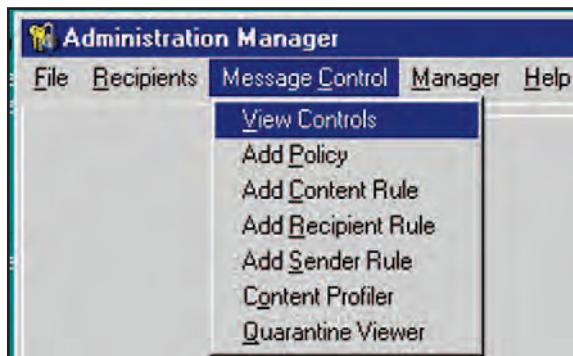 Administration Manager
File Recipients Message Control Manager Help
View Controls
Add Policy
Add Content Rule
Add Recipient Rule
Add Sender Rule
Content Profiler
Quarantine Viewer